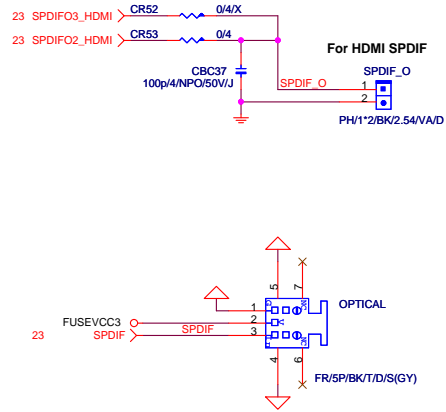 23 SPDIFO3_HDMI CR52 0/4/X
23 SPDIFO2_HDMI CR53 0/4
For HDMI SPDIF
CBC37
100p/4/NPO/50V/J
SPDIF_O
SPDIF_O
1
2
PH/1*2/BK/2.54/VA/D
5
7
NC
1
OPTICAL
FUSEVCC3
2
V
23 SPDIF
SPDIF
3
NC
4
6
FR/5P/BK/T/D/S(GY)